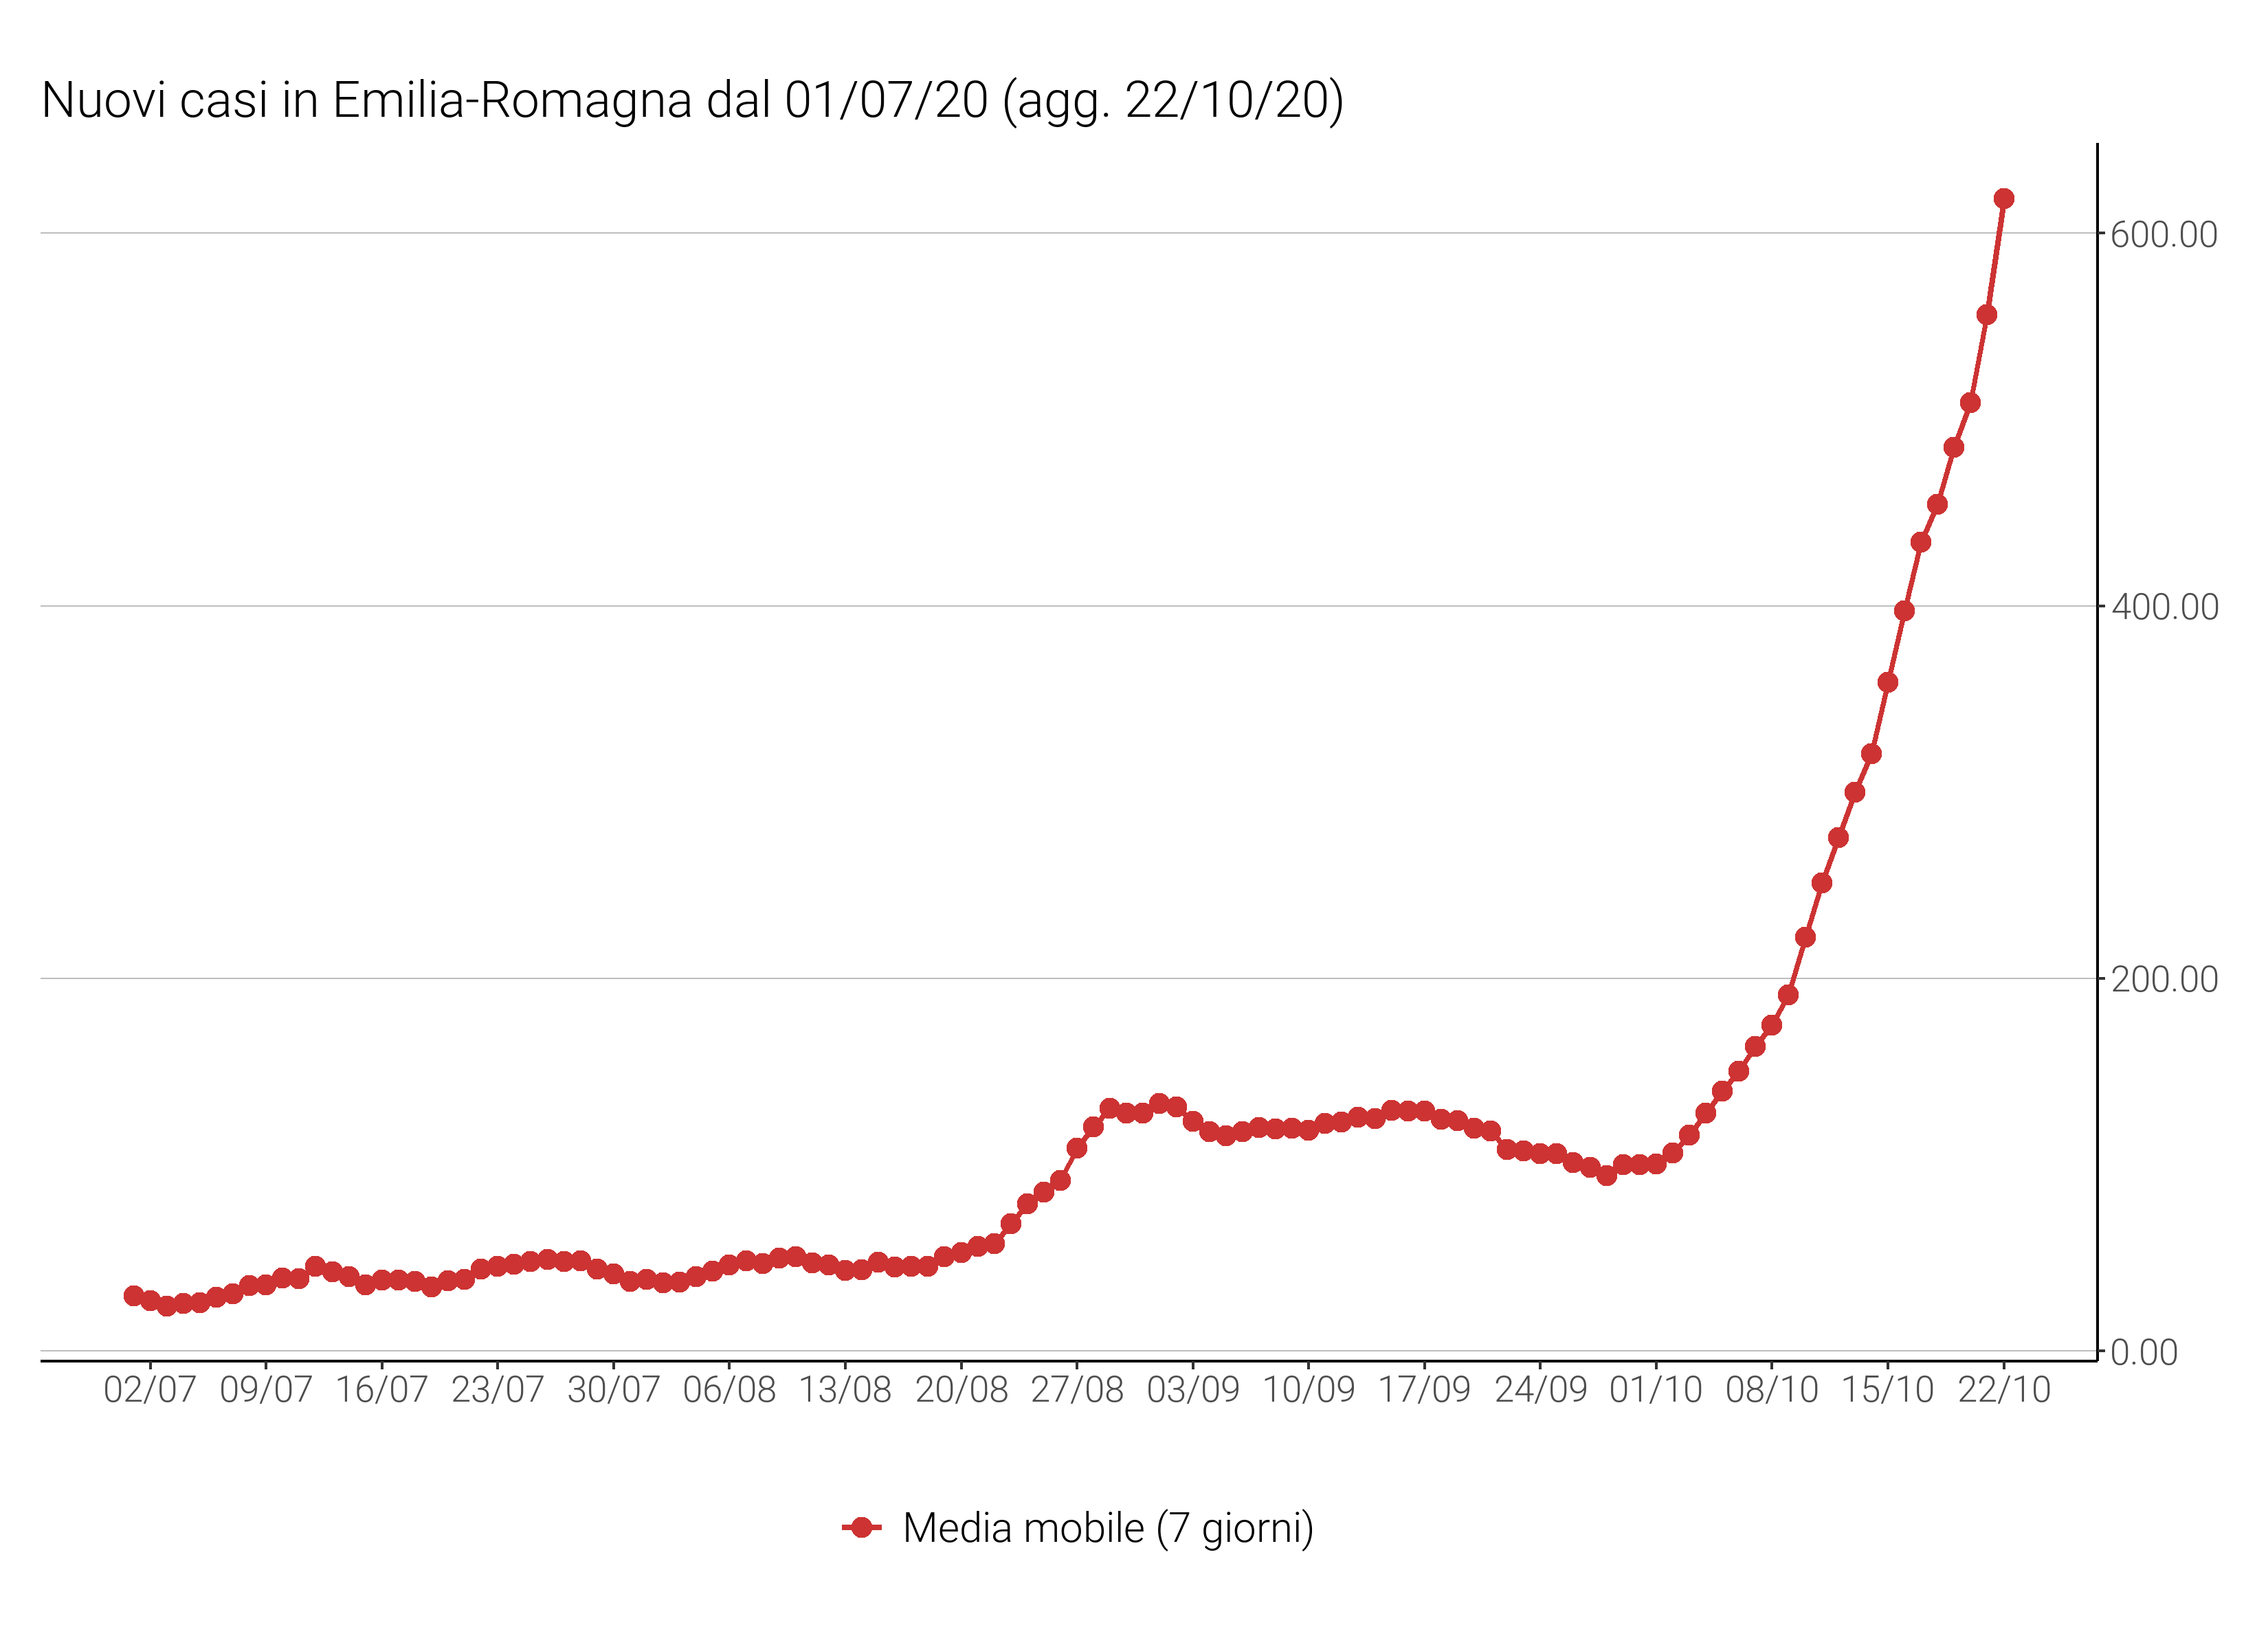 Nuovi casi in Emilia-Romagna dal 01/07/20 (agg. 22/10/20)
600.00
400.00
200.00
0.00
02/07 09/07 16/07 23/07 30/07 06/08 13/08 20/08 27/08 03/09 10/09 17/09 24/09 01/10 08/10 15/10 22/10
Media mobile (7 giorni)